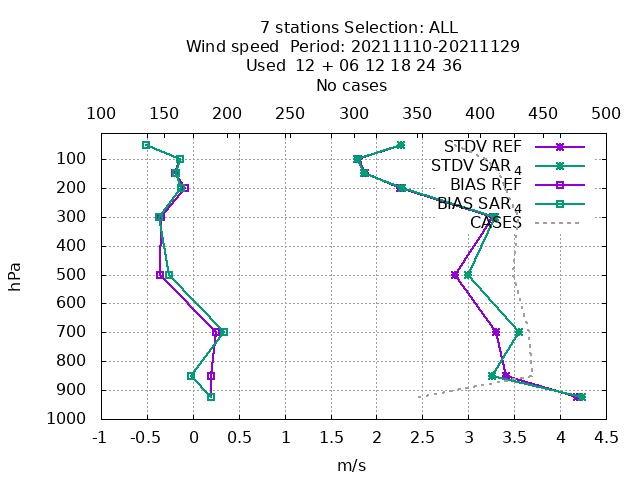 7 stations Selection: ALL
Wind speed  Period: 20211110-20211129
Used  12 + 06 12 18 24 36
No cases
100 150 200 250 300 350 400 450 500
STDV REF
STDV SAR_4
BIAS REF
BIAS SAR_4
CASES
100
200
300
400
500
600
700
800
900
1000
hPa
-1 -0.5 0 0.5 1 1.5 2 2.5 3 3.5 4 4.5
m/s